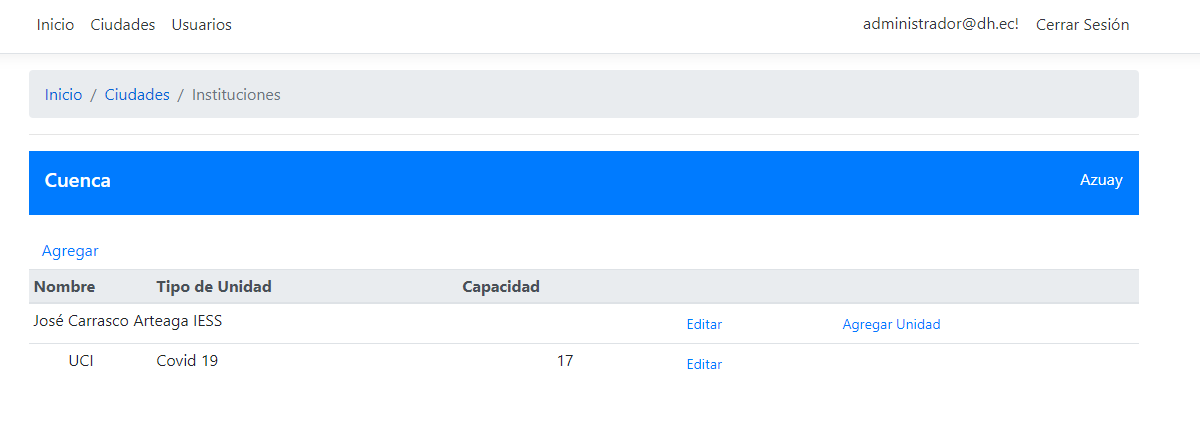 Inicio Ciudades Usuarios administrador@dh.ec! Cerrar Sesión
Inicio / Ciudades / Instituciones
Cuenca Azuay
Agregar
Nombre Tipo de Unidad Capacidad
José Carrasco Arteaga IESS Editar Agregar Unidad
UCI Covid 19 17 Editar